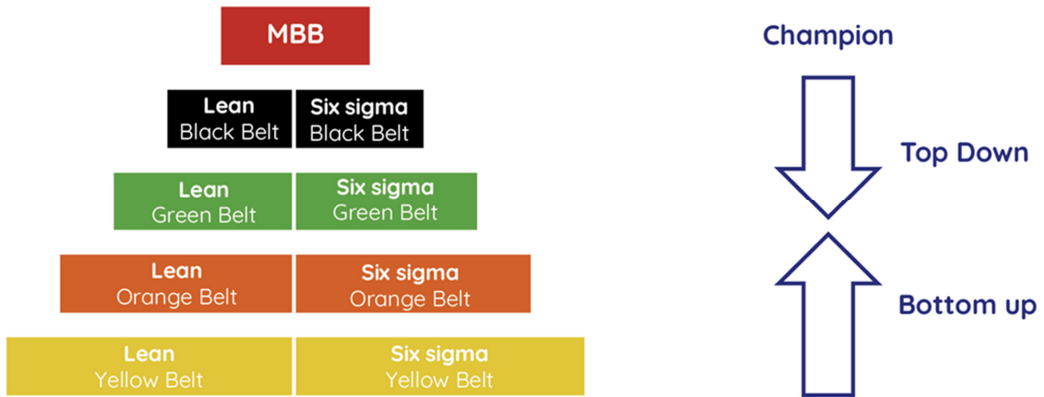 MBB
Lean
Black Belt
Six sigma
Black Belt
Lean
Green Belt
Six sigma
Green Belt
Lean
Orange Belt
Six sigma
Orange Belt
Lean
Yellow Belt
Six sigma
Yellow Belt
Champion
Top Down
Bottom up